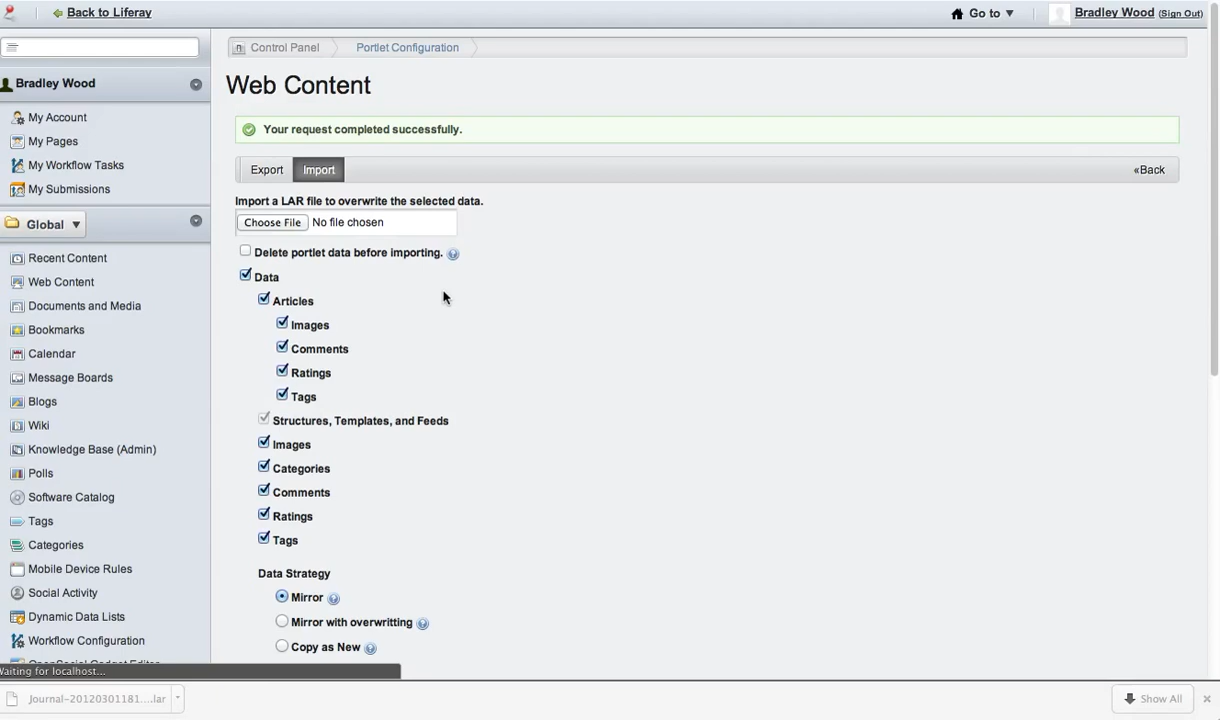 Back to Liferay
Go to
Bradley Wood (Sign Out)
Control Panel
Portlet Configuration
Bradley Wood
Web Content
My Account
Your request completed successfully.
My Pages
My Workflow Tasks
Export Import «Back
My Submissions
Import a LAR file to overwrite the selected data.
Global
Choose File No file chosen
Delete portlet data before importing.
Recent Content
Data
Web Content
Articles
Documents and Media
Images
Bookmarks
Comments
Calendar
Ratings
Message Boards
Tags
Blogs
Structures, Templates, and Feeds
Wiki
Images
Knowledge Base (Admin)
Categories
Polls
Comments
Software Catalog
Ratings
Tags
Tags
Categories
Data Strategy
Mobile Device Rules
Mirror
Social Activity
Mirror with overwritting
Dynamic Data Lists
Copy as New
Workflow Configuration
OpenSocial Gadget Editor
Waiting for localhost...
Journal-20120301181....lar
Show All